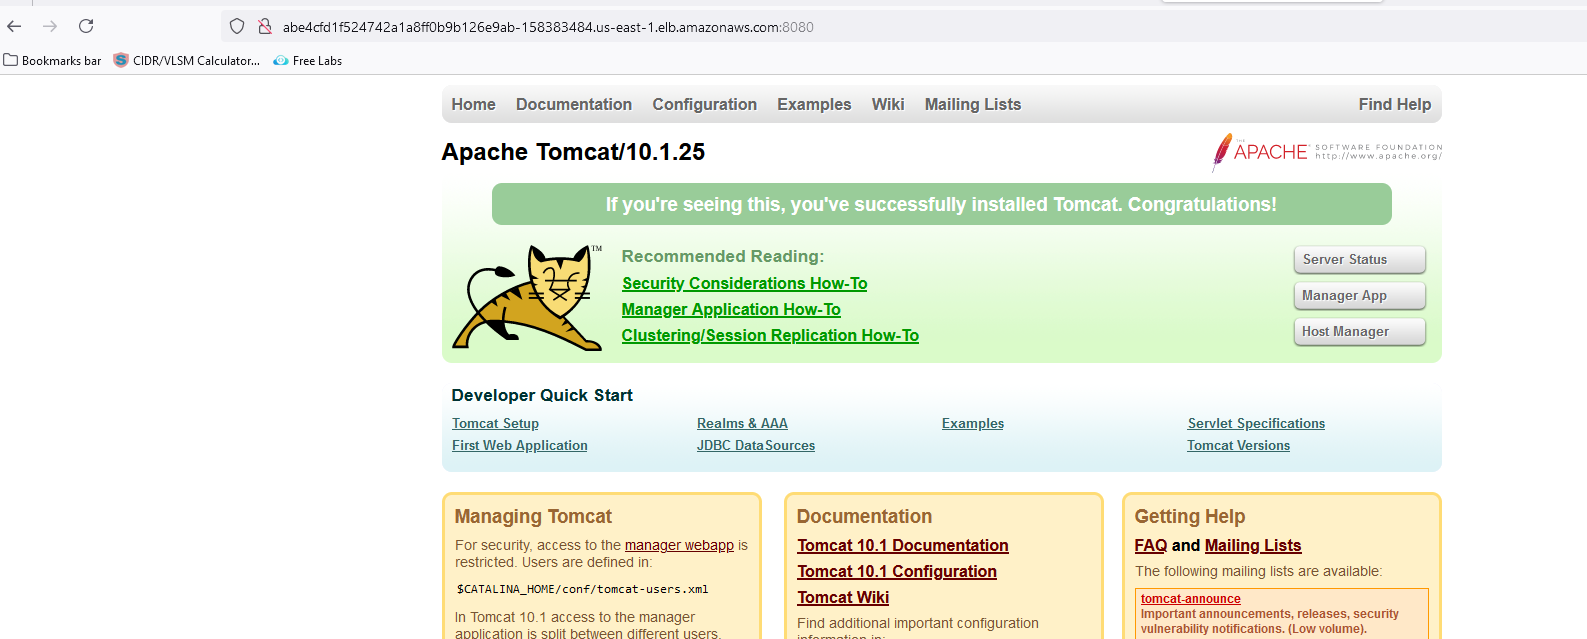 abe4cfd1f524742a1a8ff0b9b126e9ab-158383484.us-east-1.elb.amazonaws.com:8080
Bookmarks bar CIDR/VLSM Calculator... Free Labs
Home Documentation Configuration Examples Wiki Mailing Lists Find Help
Apache Tomcat/10.1.25
THE APACHE SOFTWARE FOUNDATION
http://www.apache.org/
If you're seeing this, you've successfully installed Tomcat. Congratulations!
TM
Recommended Reading:
Security Considerations How-To
Manager Application How-To
Clustering/Session Replication How-To
Server Status
Manager App
Host Manager
Developer Quick Start
Tomcat Setup
First Web Application
Realms & AAA
JDBC DataSources
Examples
Servlet Specifications
Tomcat Versions
Managing Tomcat
For security, access to the manager webapp is
restricted. Users are defined in:
$CATALINA_HOME/conf/tomcat-users.xml
In Tomcat 10.1 access to the manager
application is split between different users.
Documentation
Tomcat 10.1 Documentation
Tomcat 10.1 Configuration
Tomcat Wiki
Find additional important configuration
information in:
Getting Help
FAQ and Mailing Lists
The following mailing lists are available:
tomcat-announce
Important announcements, releases, security
vulnerability notifications. (Low volume).